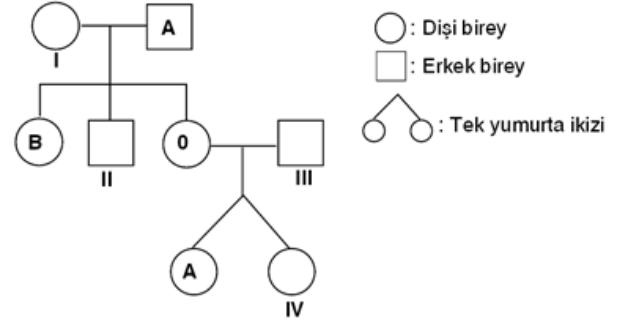 A
I
B
0
II
III
A
IV
: Dişi birey
: Erkek birey
: Tek yumurta ikizi